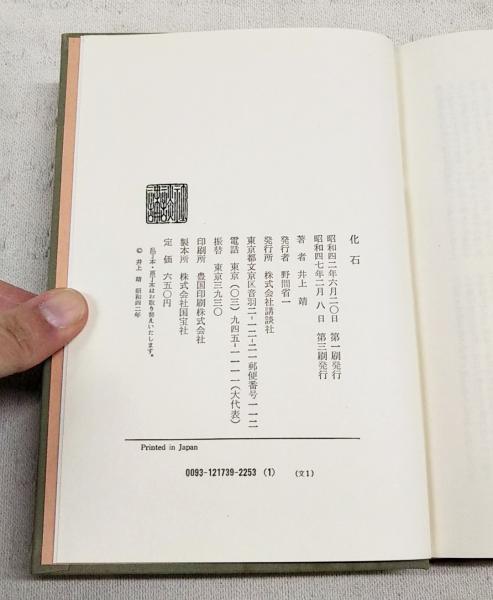 化石
昭和四二年六月二〇日　第一刷発行
昭和四七年二月八日　第三刷発行
著者　井上　靖
発行者　野間省一
発行所　株式会社講談社
東京都文京区音羽二-一二-二一郵便番号一一二
電話　東京（〇三）九四五-一一一一（大代表）
振替　東京三九三〇
印刷所　豊国印刷株式会社
製本所　株式会社国宝社
定価　六五〇円
乱丁本・落丁本はお取り替えいたします。
© 井上　靖　昭和四二年
Printed in Japan
0093-121739-2253 (1)　(文1)